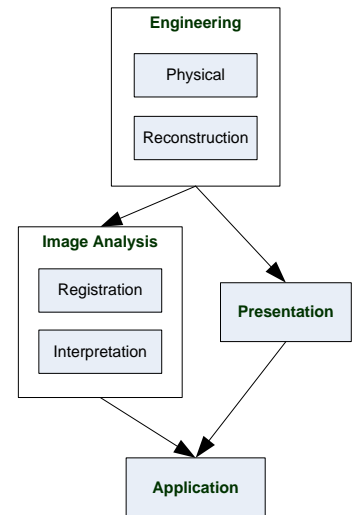 Engineering
Physical
Reconstruction
Image Analysis
Registration
Interpretation
Presentation
Application